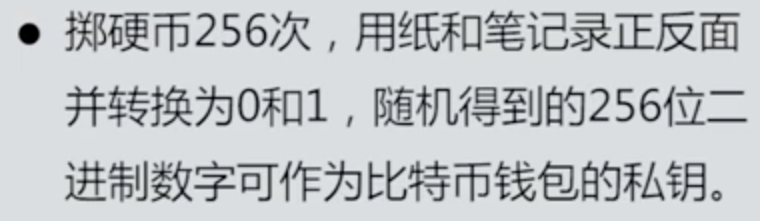 ● 掷硬币256次，用纸和笔记录正反面
并转换为0和1，随机得到的256位二
进制数字可作为比特币钱包的私钥。